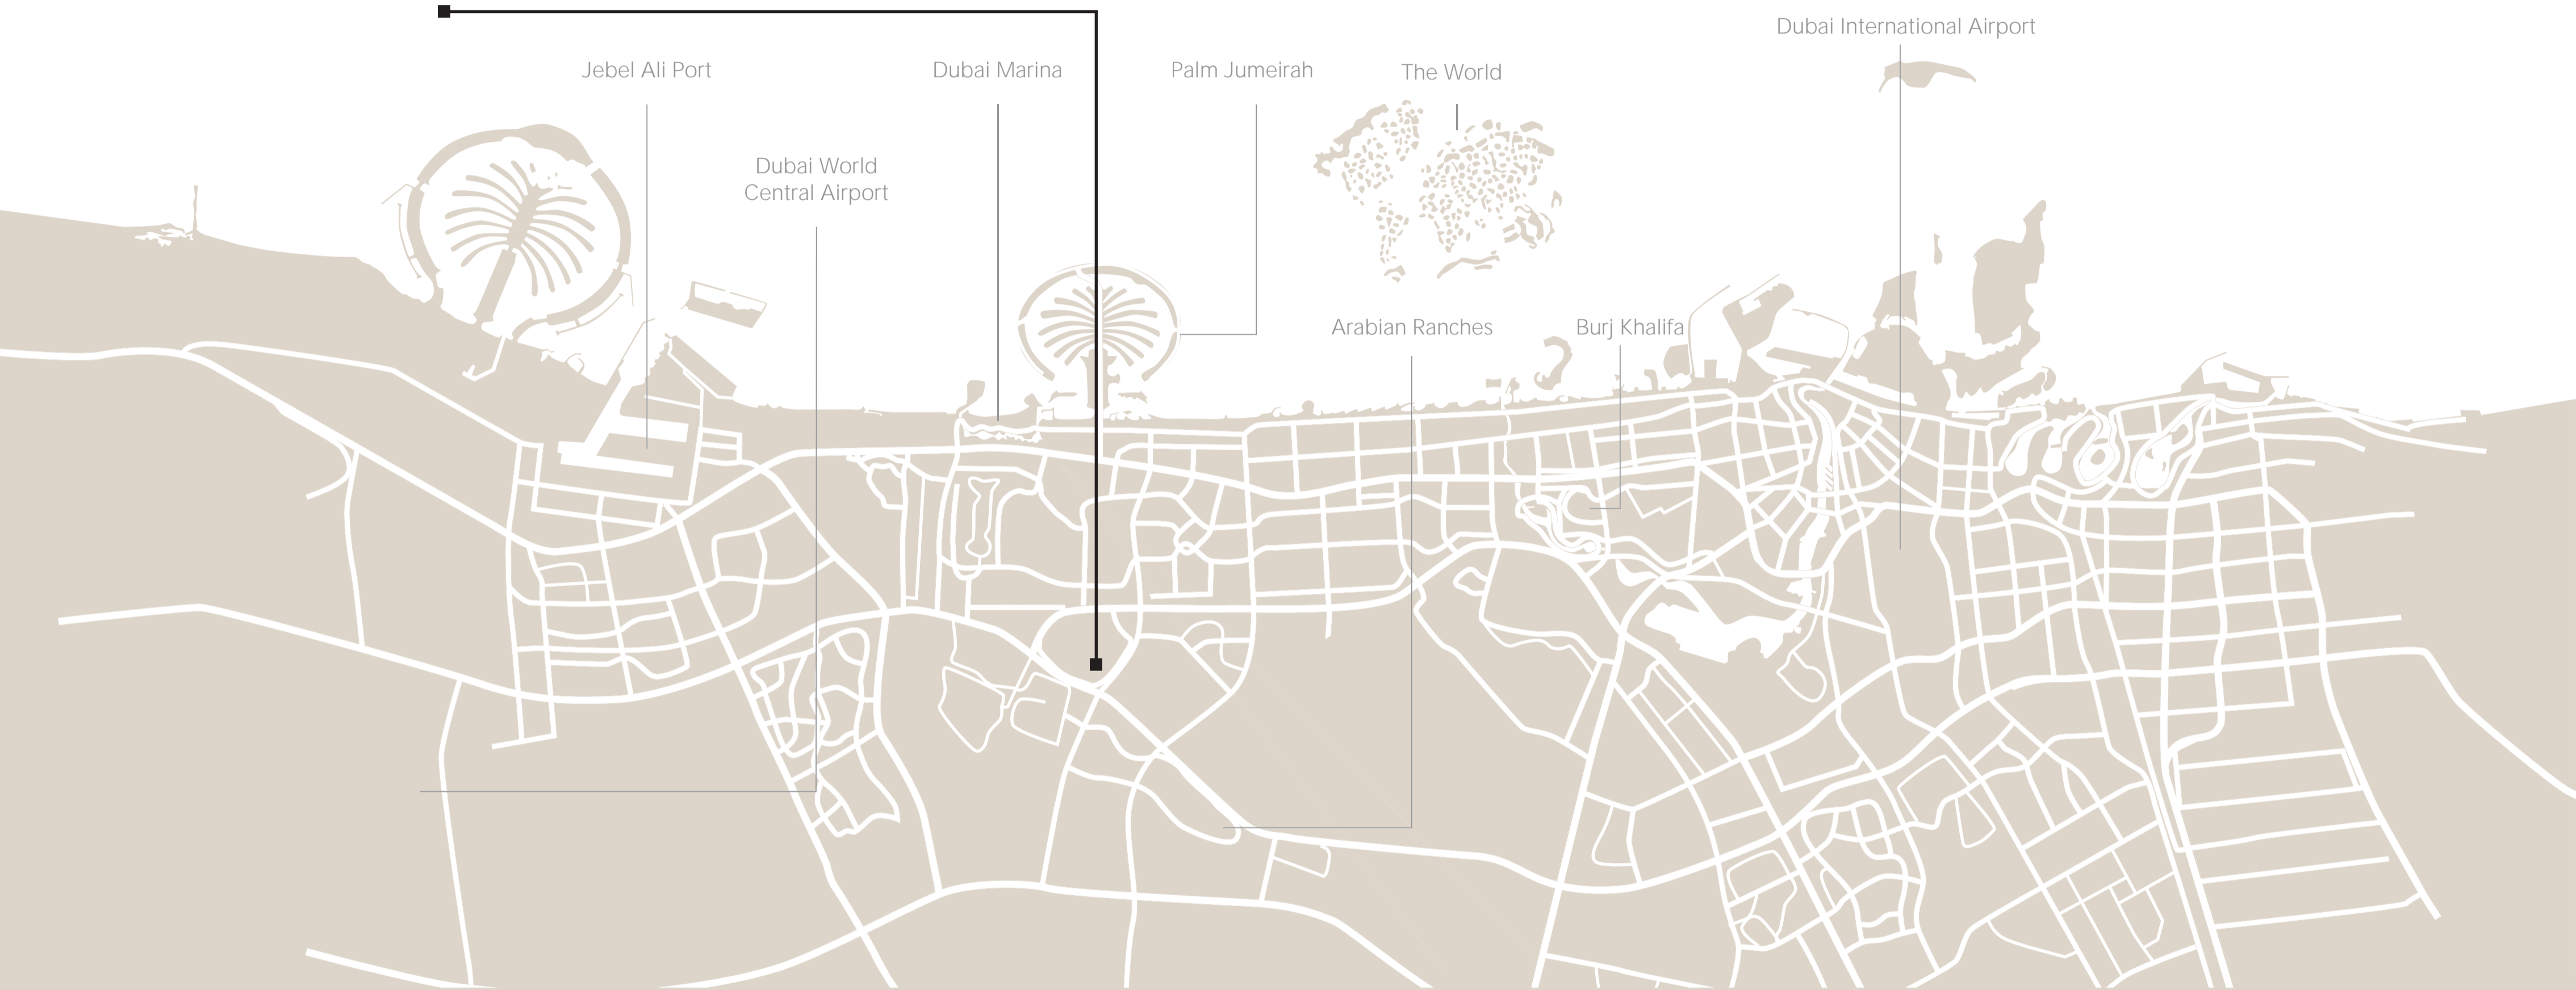 Dubai International Airport
Jebel Ali Port
Dubai Marina
Palm Jumeirah
The World
Dubai World
Central Airport
Arabian Ranches
Burj Khalifa